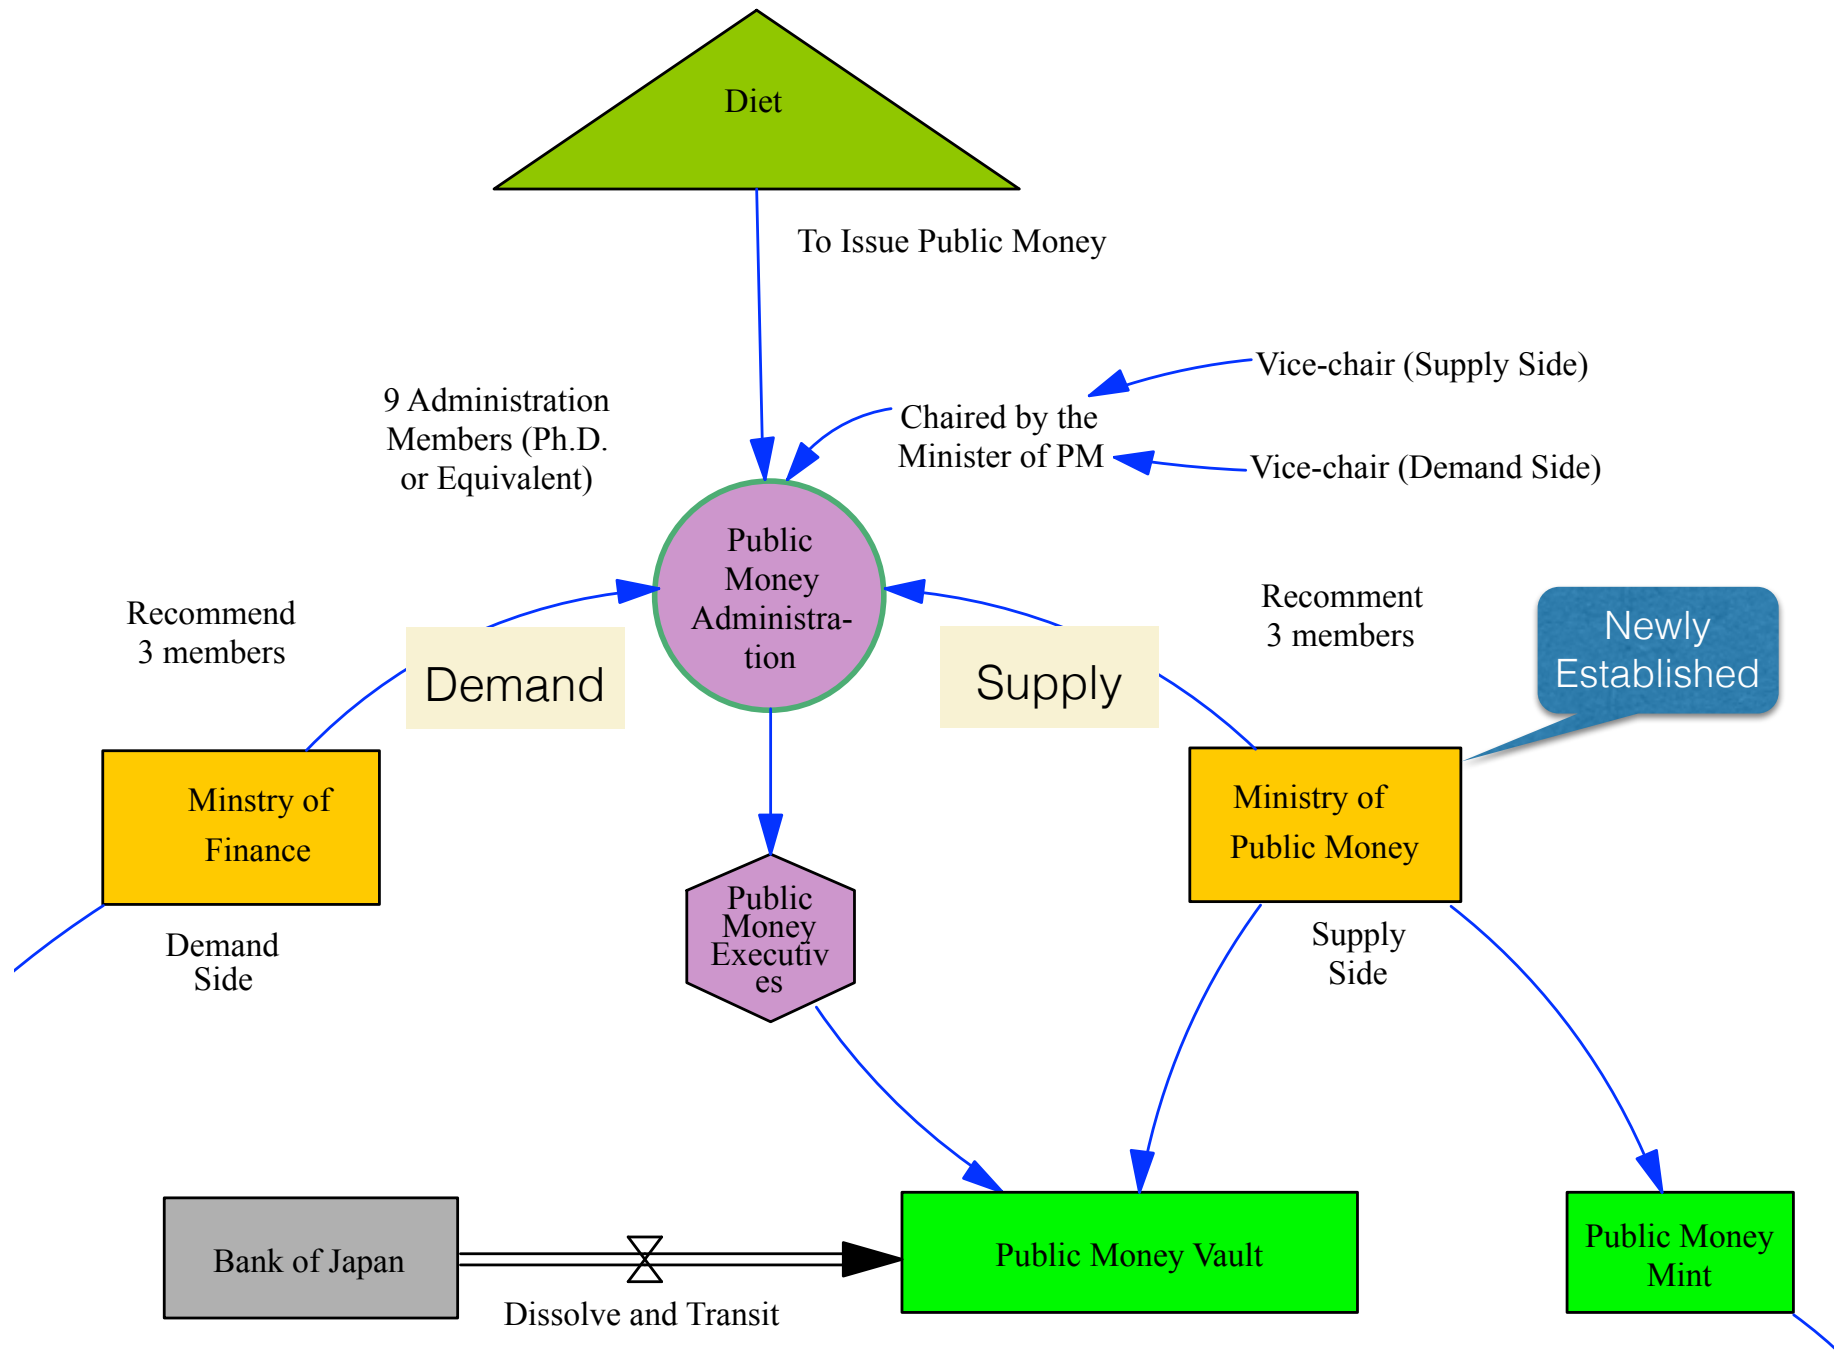 Diet
To Issue Public Money
Vice-chair (Supply Side)
9 Administration
Members (Ph.D.
or Equivalent)
Chaired by the
Minister of PM
Vice-chair (Demand Side)
Public
Money
Administra-
tion
Recommend
3 members
Demand
Supply
Recomment
3 members
Newly
Established
Minstry of
Finance
Ministry of
Public Money
Demand
Side
Public
Money
Executiv
es
Supply
Side
Bank of Japan
Dissolve and Transit
Public Money Vault
Public Money
Mint